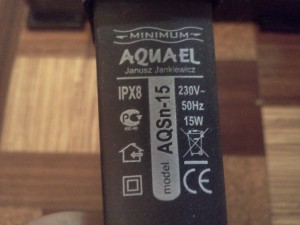 MINIMUM
AQUAEL
Janusz Jankiewicz
IPX8
230V~
50Hz
15W
model AQSn-15
CE